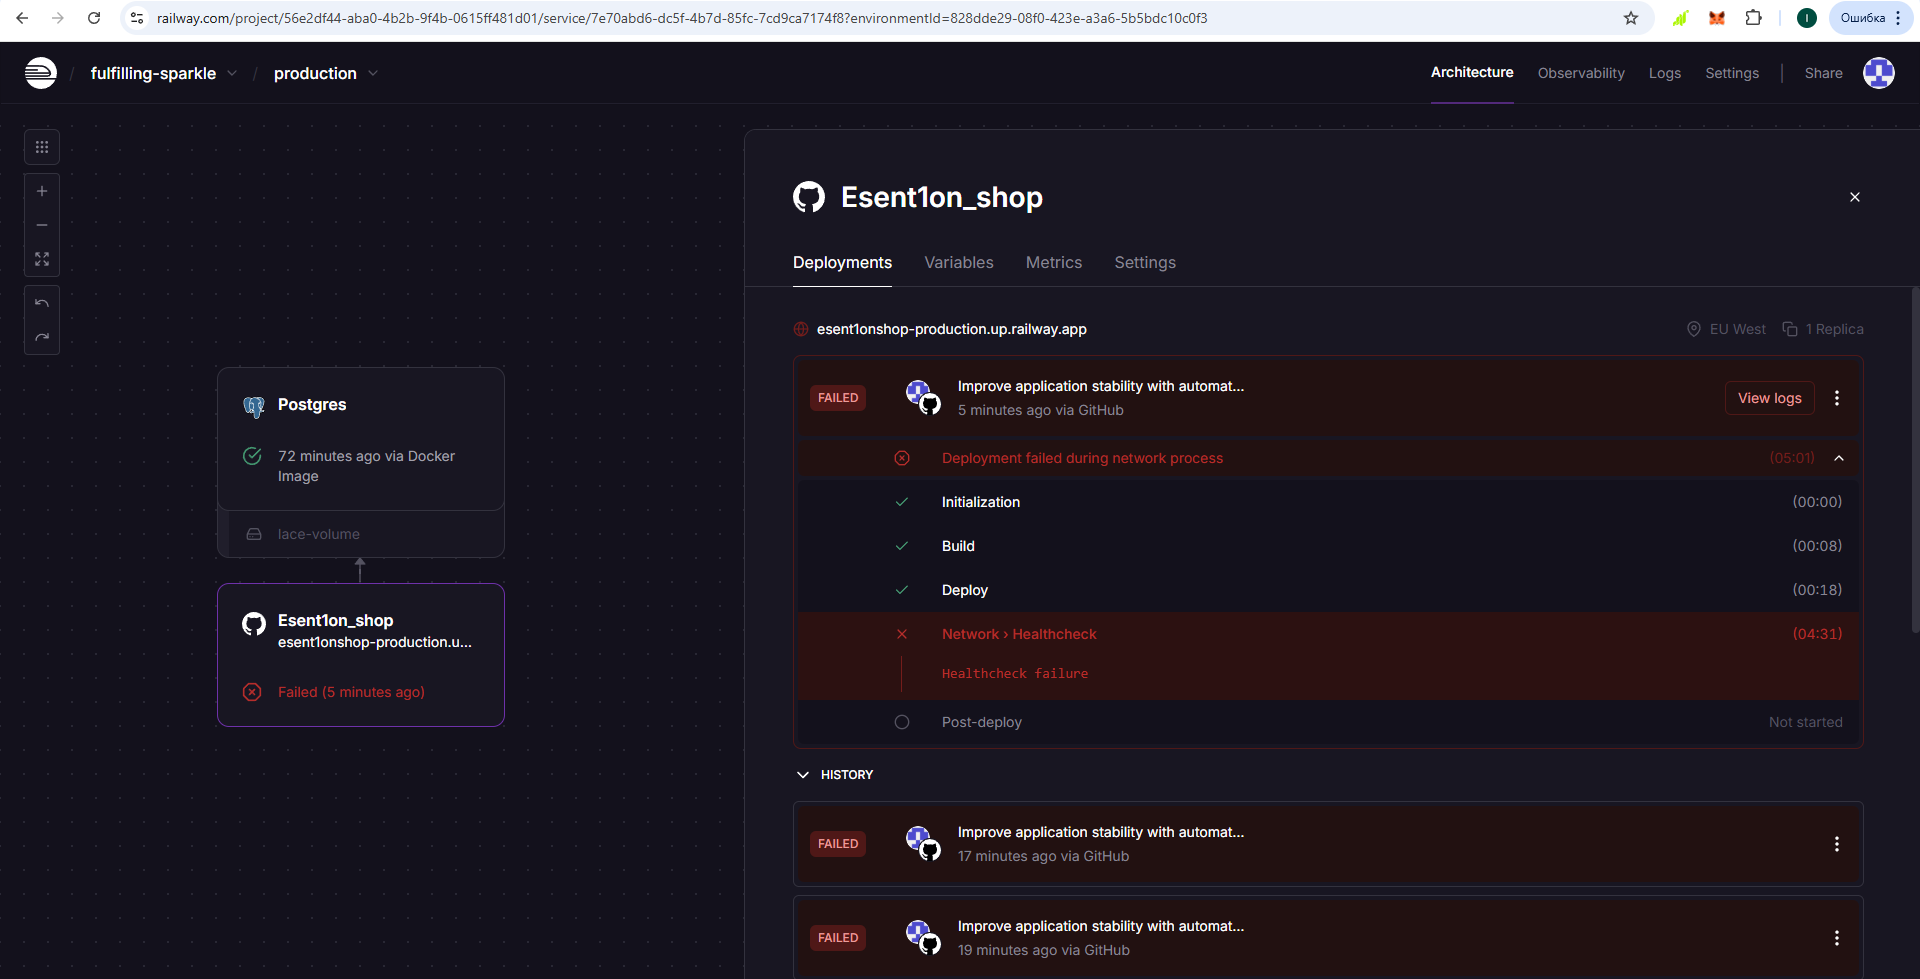 railway.com/project/56e2df44-aba0-4b2b-9f4b-0615ff481d01/service/7e70abd6-dc5f-4b7d-85fc-7cd9ca7174f8?environmentId=828dde29-08f0-423e-a3a6-5b5bdc10c0f3
I
Ошибка
/ fulfilling-sparkle / production
Architecture Observability Logs Settings | Share
Postgres
72 minutes ago via Docker
Image
lace-volume
Esent1on_shop
esent1onshop-production.u...
Failed (5 minutes ago)
Esent1on_shop
Deployments Variables Metrics Settings
esent1onshop-production.up.railway.app EU West 1 Replica
FAILED
Improve application stability with automat...
5 minutes ago via GitHub
View logs
Deployment failed during network process (05:01)
Initialization (00:00)
Build (00:08)
Deploy (00:18)
Network › Healthcheck (04:31)
Healthcheck failure
Post-deploy Not started
HISTORY
FAILED
Improve application stability with automat...
17 minutes ago via GitHub
FAILED
Improve application stability with automat...
19 minutes ago via GitHub